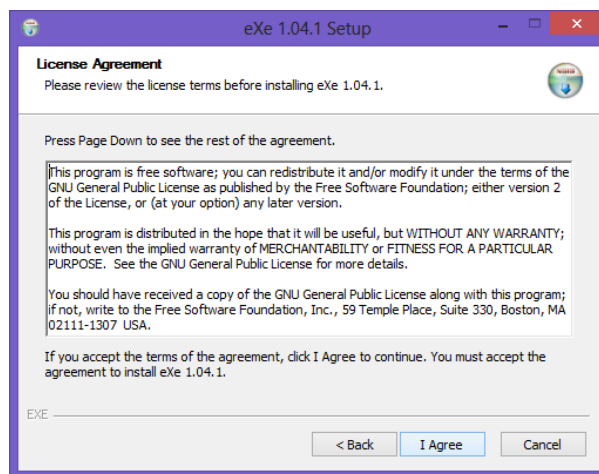 eXe 1.04.1 Setup
License Agreement
Please review the license terms before installing eXe 1.04.1.
Press Page Down to see the rest of the agreement.
This program is free software; you can redistribute it and/or modify it under the terms of the
GNU General Public License as published by the Free Software Foundation; either version 2
of the License, or (at your option) any later version.
This program is distributed in the hope that it will be useful, but WITHOUT ANY WARRANTY;
without even the implied warranty of MERCHANTABILITY or FITNESS FOR A PARTICULAR
PURPOSE.  See the GNU General Public License for more details.
You should have received a copy of the GNU General Public License along with this program;
if not, write to the Free Software Foundation, Inc., 59 Temple Place, Suite 330, Boston, MA
02111-1307  USA.
If you accept the terms of the agreement, click I Agree to continue. You must accept the
agreement to install eXe 1.04.1.
EXE
< Back
I Agree
Cancel